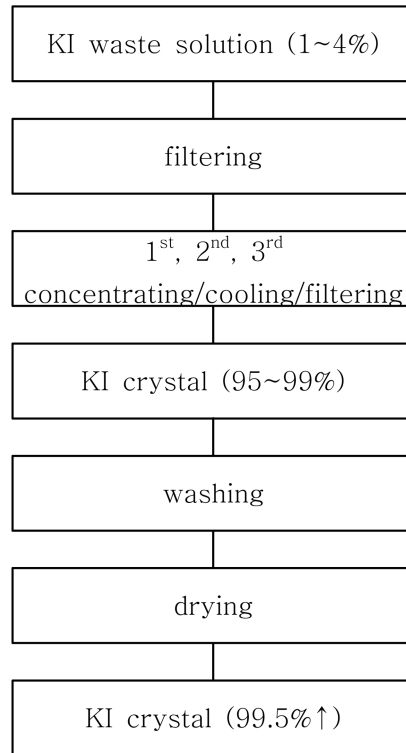 KI waste solution (1~4%)
filtering
1st, 2nd, 3rd
concentrating/cooling/filtering
KI crystal (95~99%)
washing
drying
KI crystal (99.5%↑)